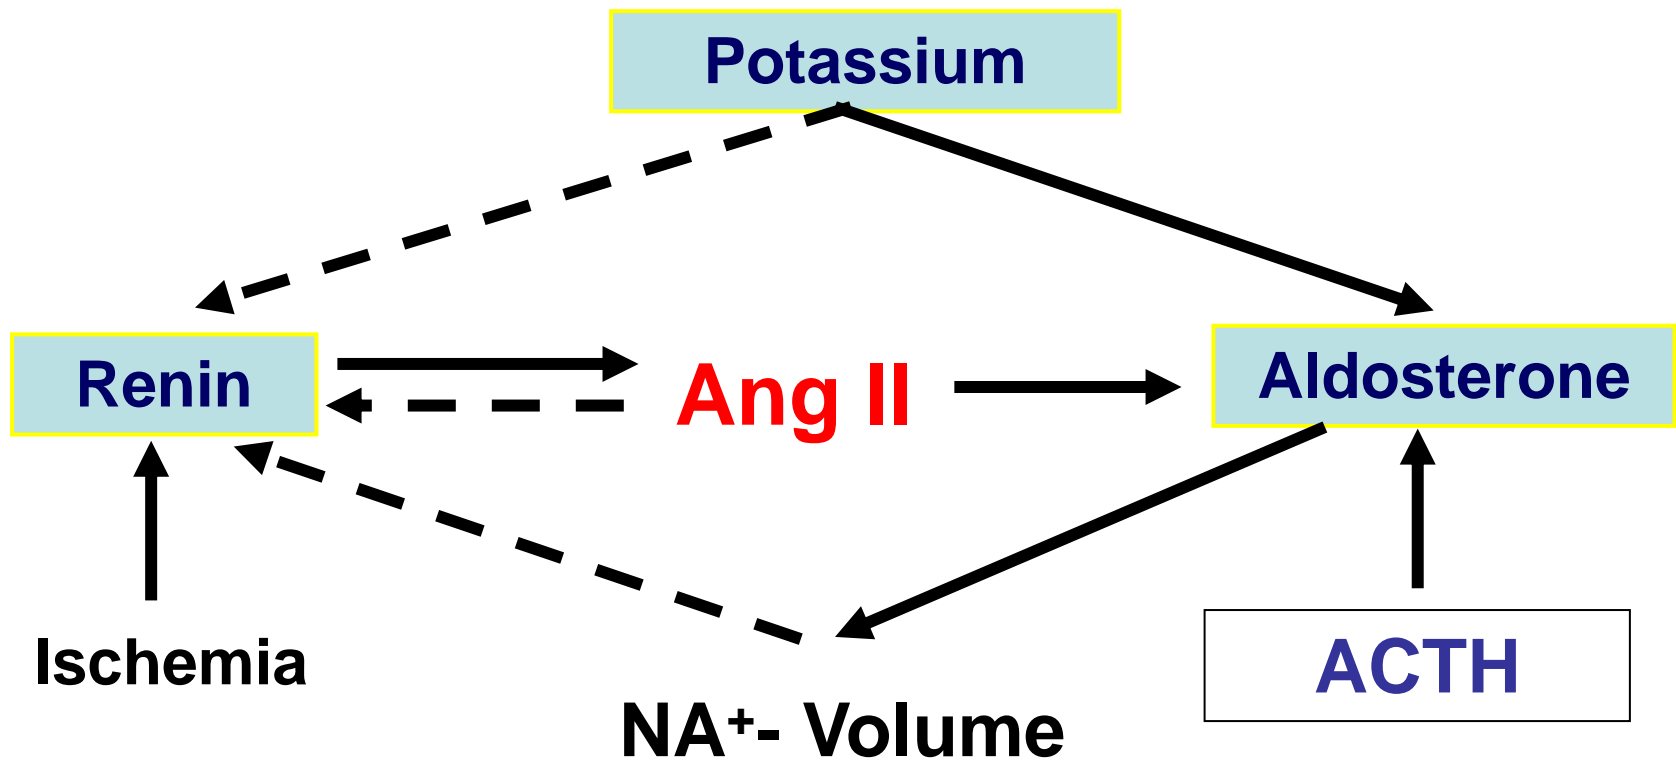 Potassium
Renin
Ang II
Aldosterone
Ischemia
ACTH
NA⁺- Volume